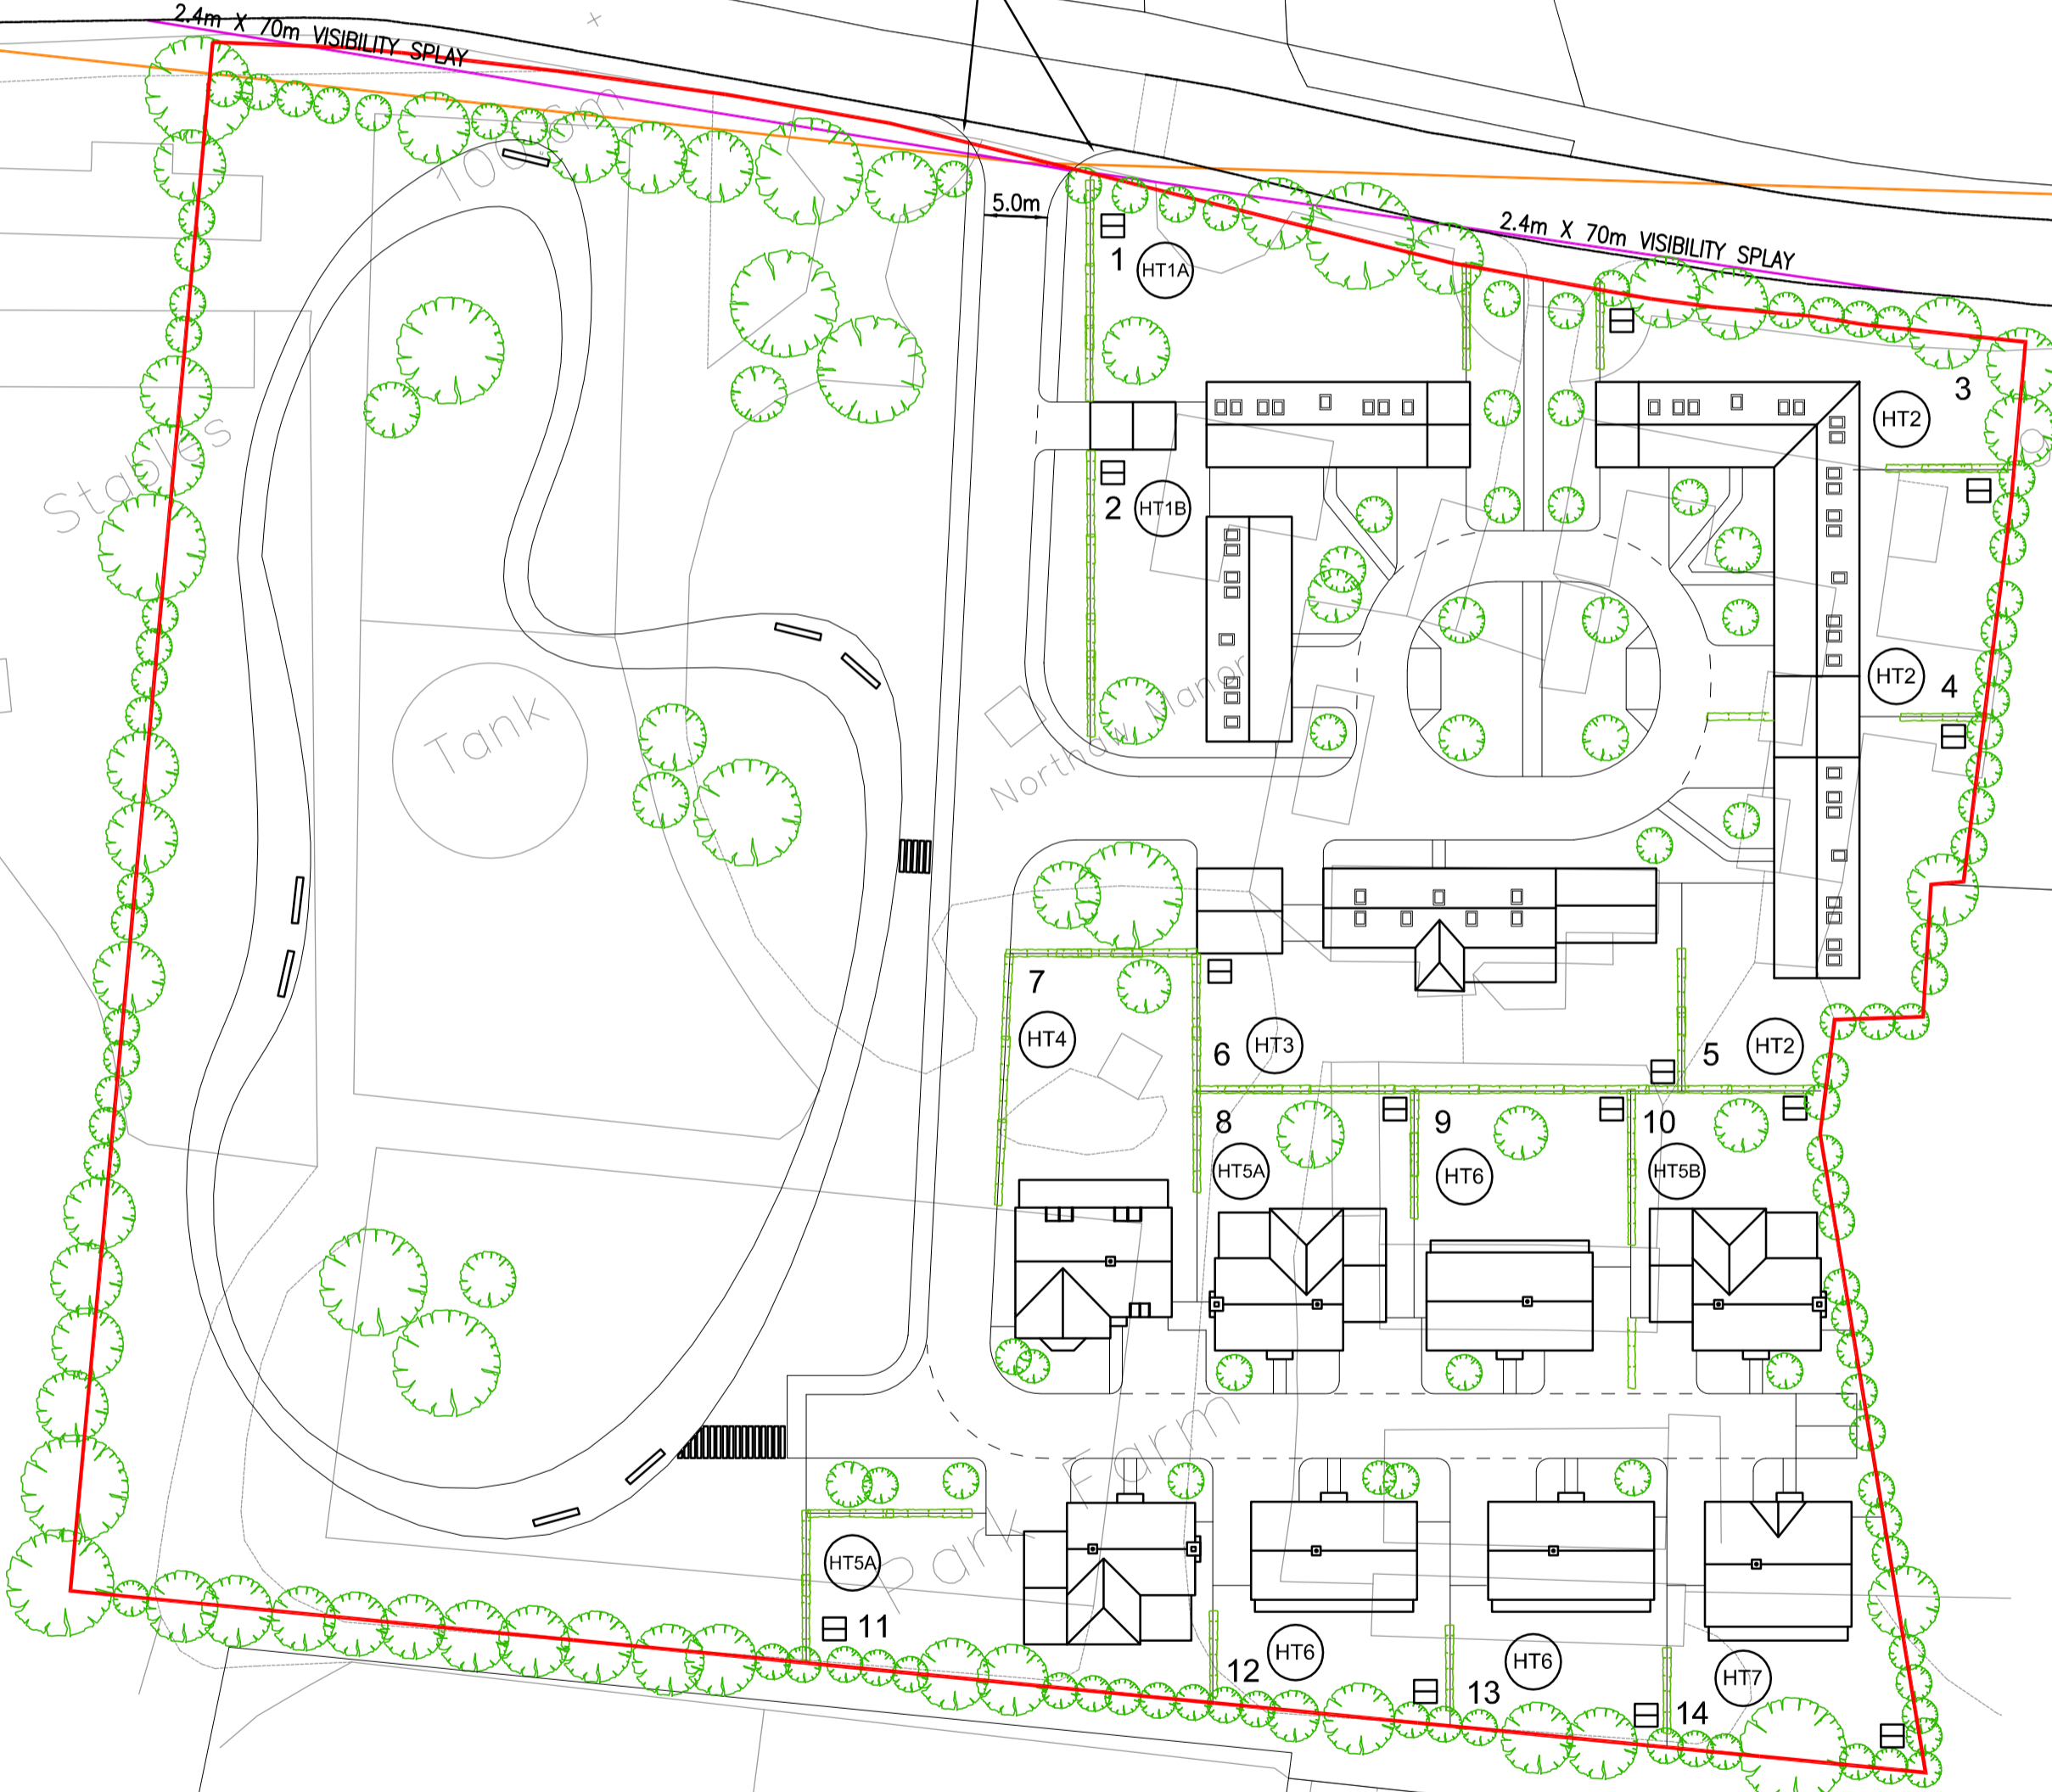 2.4m X 70m VISIBILITY SPLAY
5.0m
2.4m X 70m VISIBILITY SPLAY
1
HT1A
3
HT2
Stables
2
HT1B
HT2
4
Tank
Northaw Manor
7
HT4
6
HT3
5
HT2
8
9
10
HT5A
HT6
HT5B
Park Farm
HT5A
11
12
HT6
13
HT6
14
HT7